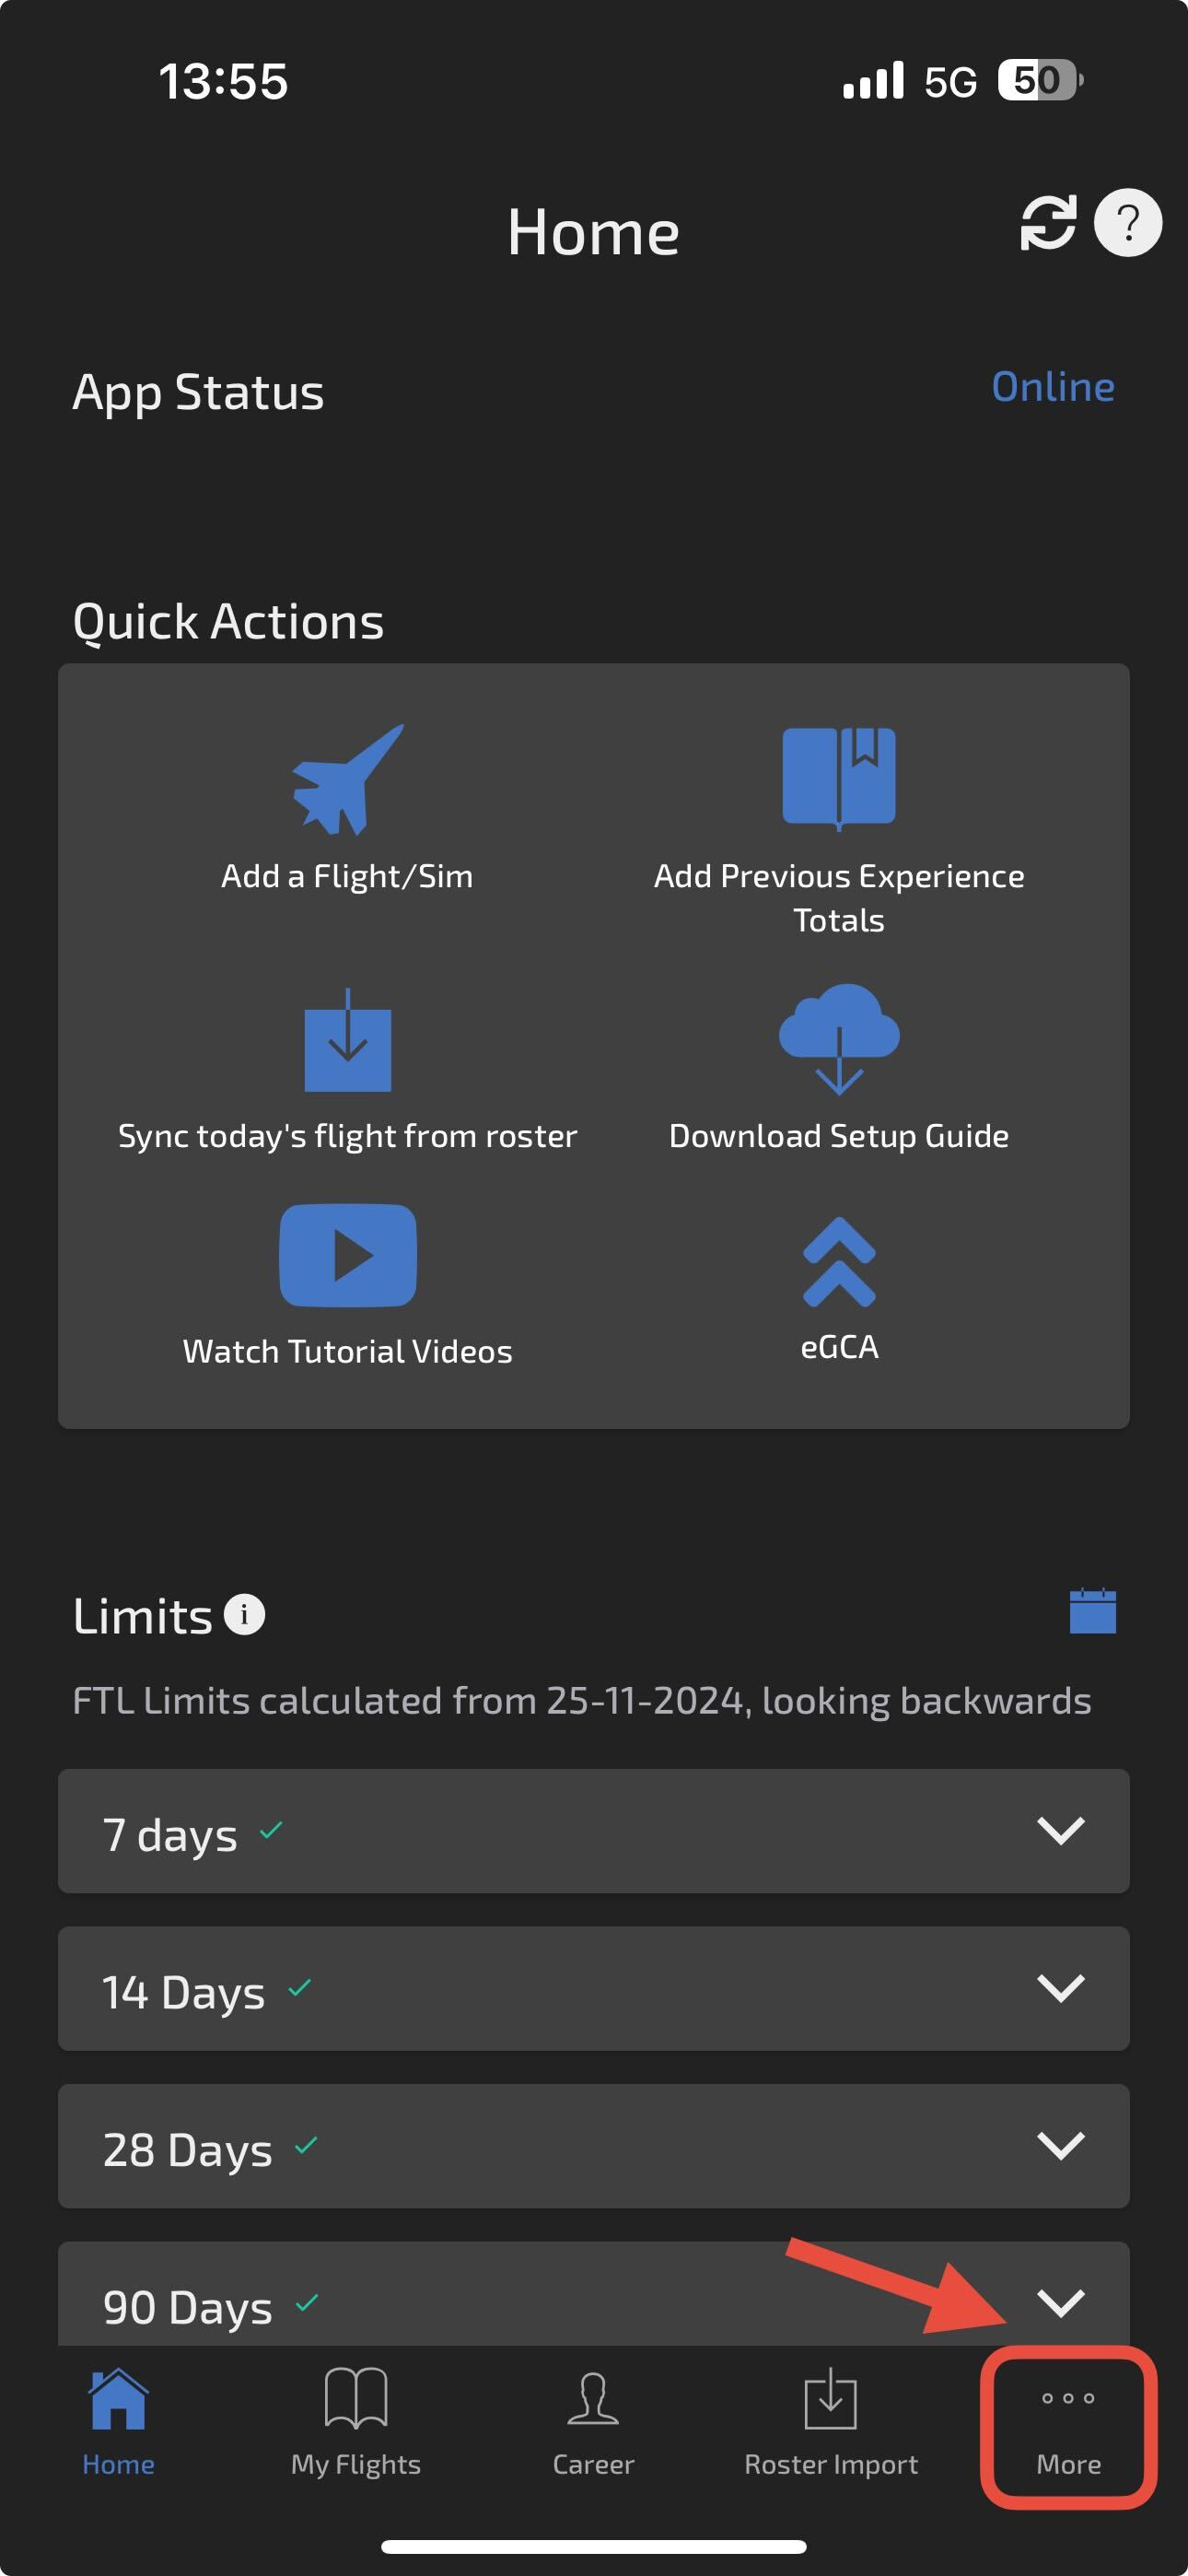 13:55 5G 50
Home ?
App Status Online
Quick Actions
Add a Flight/Sim
Add Previous Experience
Totals
Sync today's flight from roster
Download Setup Guide
Watch Tutorial Videos
eGCA
Limits i
FTL Limits calculated from 25-11-2024, looking backwards
7 days
14 Days
28 Days
90 Days
Home My Flights Career Roster Import More